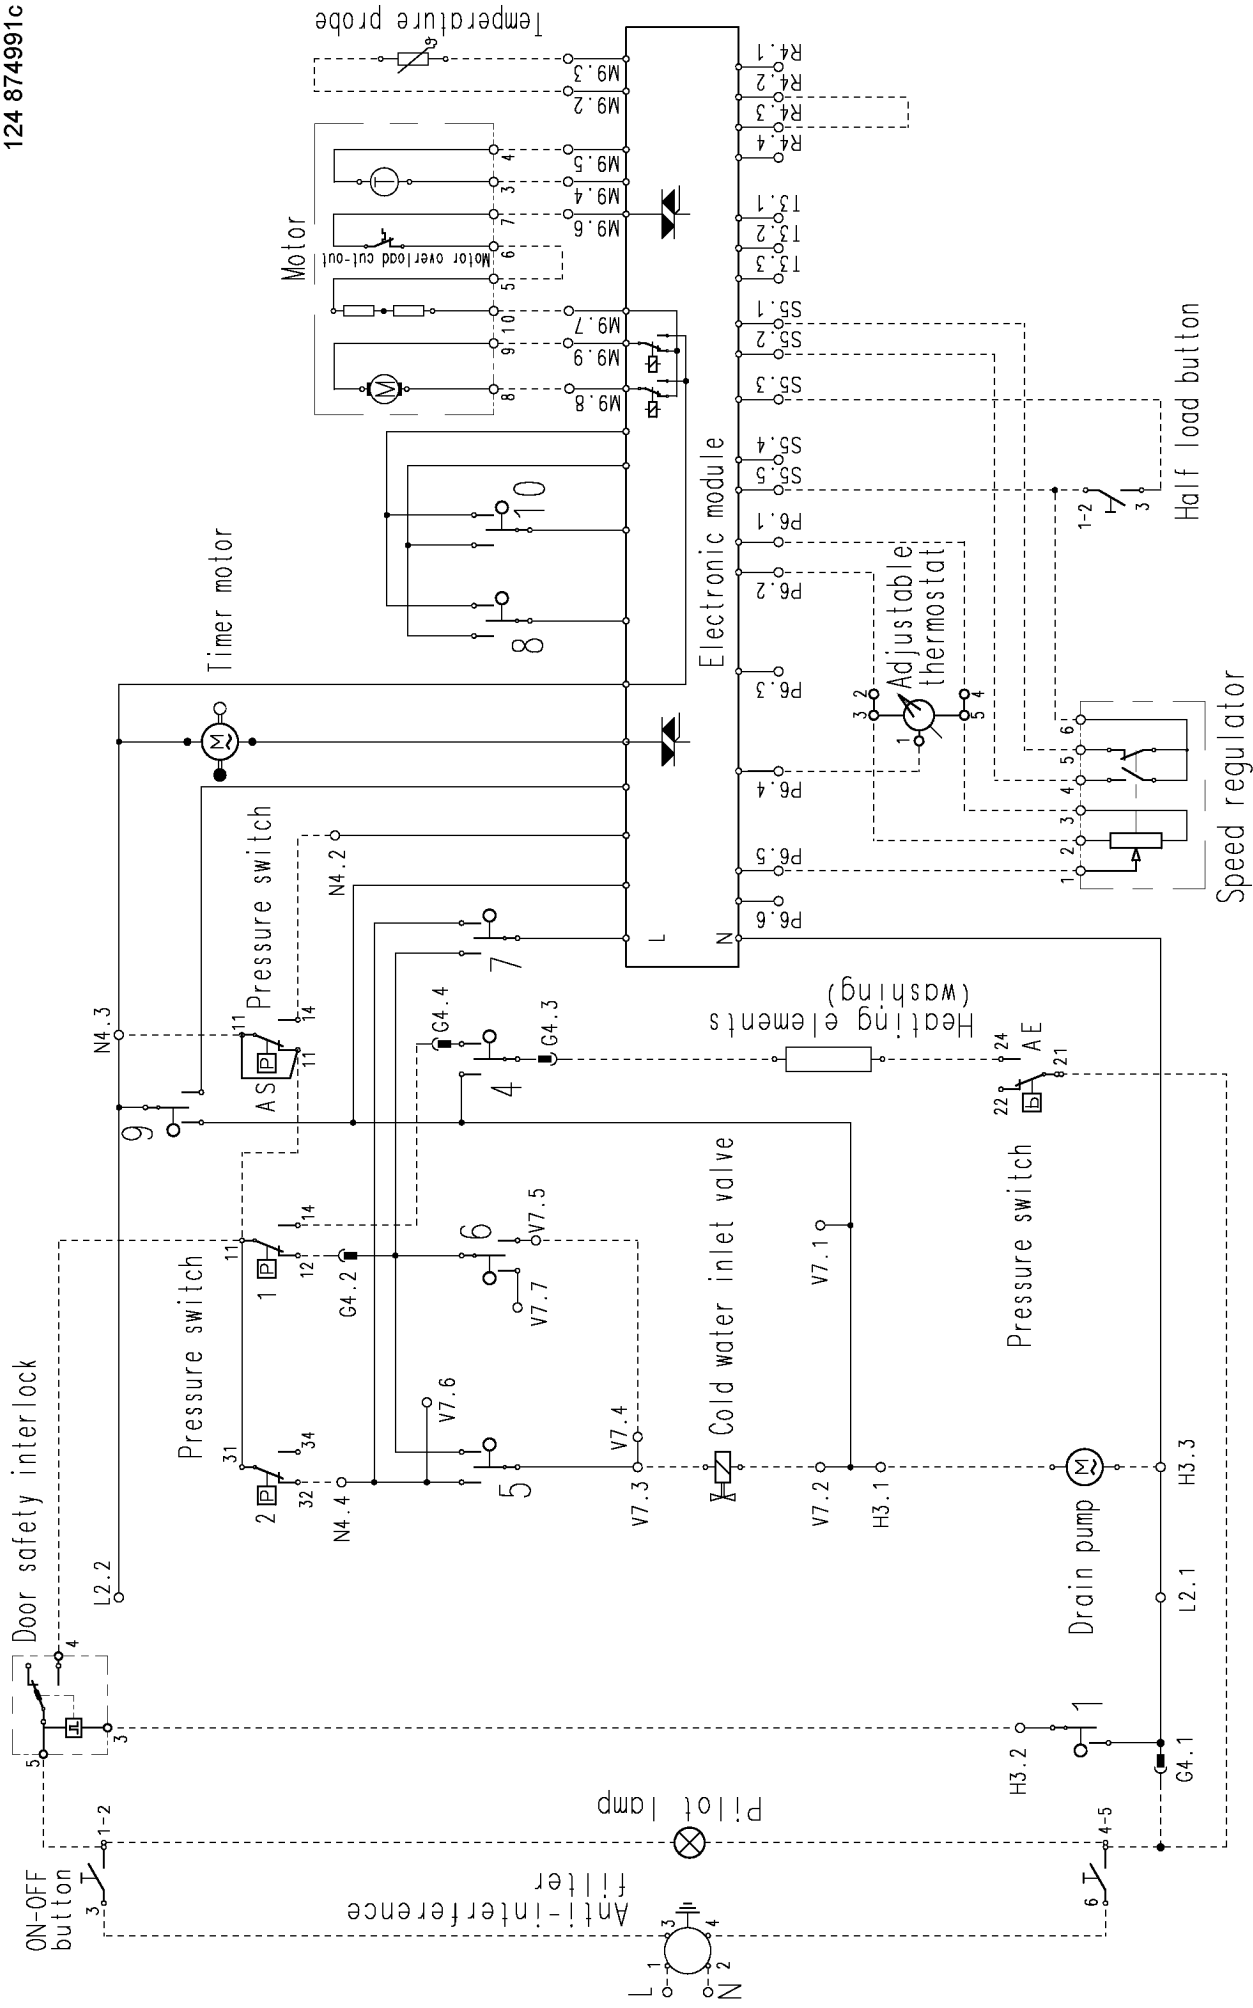 124 874991c
Temperature probe
ϑ
M9.3
M9.2
Motor
T
4
3
7
6
5
10
9
8
Motor overload cut-out
M
M9.5
M9.4
M9.6
M9.7
M9.9
M9.8
R4.1
R4.2
R4.3
R4.4
T3.1
T3.2
T3.3
S5.1
S5.2
S5.3
S5.4
S5.5
P6.1
P6.2
P6.3
P6.4
P6.5
P6.6
Electronic module
L
N
Timer motor
M
10
8
Half load button
1-2
3
Adjustable
thermostat
2
3
4
5
1
Speed regulator
6
5
4
3
2
1
Pressure switch
N4.2
N4.3
11
14
11
P
AS
9
7
G4.4
G4.3
4
Heating elements
(washing)
24
AE
21
22
P
Pressure switch
Pressure switch
11
14
12
1
P
G4.2
6
V7.5
V7.7
31
34
32
2
P
N4.4
V7.6
5
V7.4
V7.3
Cold water inlet valve
V7.1
V7.2
H3.1
Drain pump
M
H3.3
L2.2
L2.1
Door safety interlock
4
5
3
H3.2
1
G4.1
ON-OFF
button
1-2
3
Pilot lamp
4-5
6
Anti-interference
filter
1
3
2
4
L
N